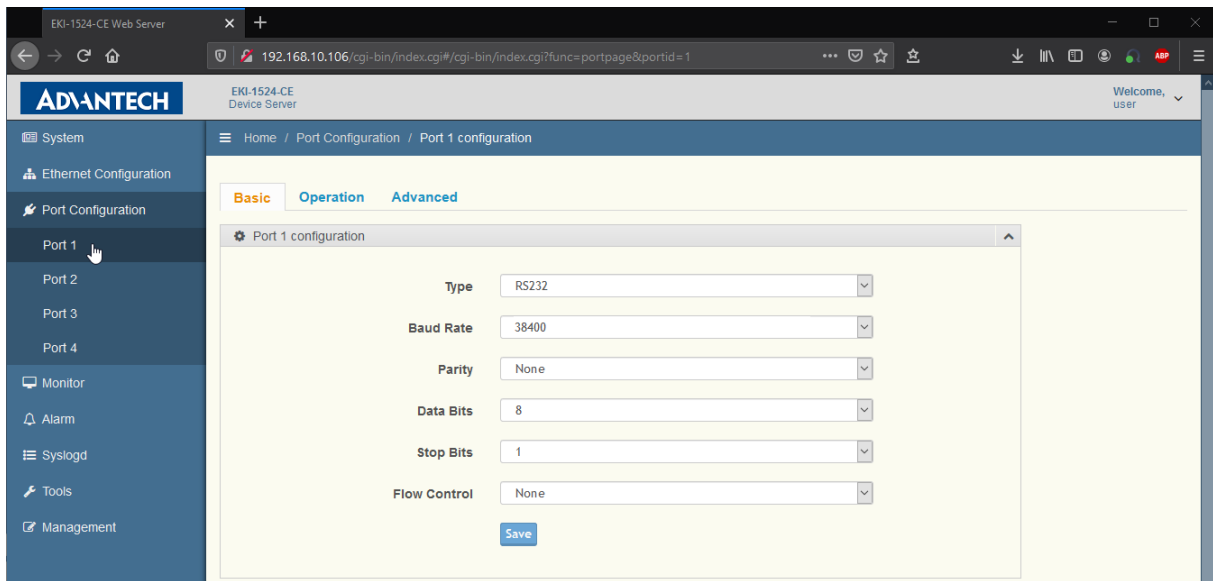 EKI-1524-CE Web Server
192.168.10.106/cgi-bin/index.cgi#/cgi-bin/index.cgi?func=portpage&portid=1
ABP
ADVANTECH
EKI-1524-CE
Device Server
Welcome,
user
System
Ethernet Configuration
Port Configuration
Port 1
Port 2
Port 3
Port 4
Monitor
Alarm
Syslogd
Tools
Management
Home / Port Configuration / Port 1 configuration
Basic Operation Advanced
Port 1 configuration
Type RS232
Baud Rate 38400
Parity None
Data Bits 8
Stop Bits 1
Flow Control None
Save